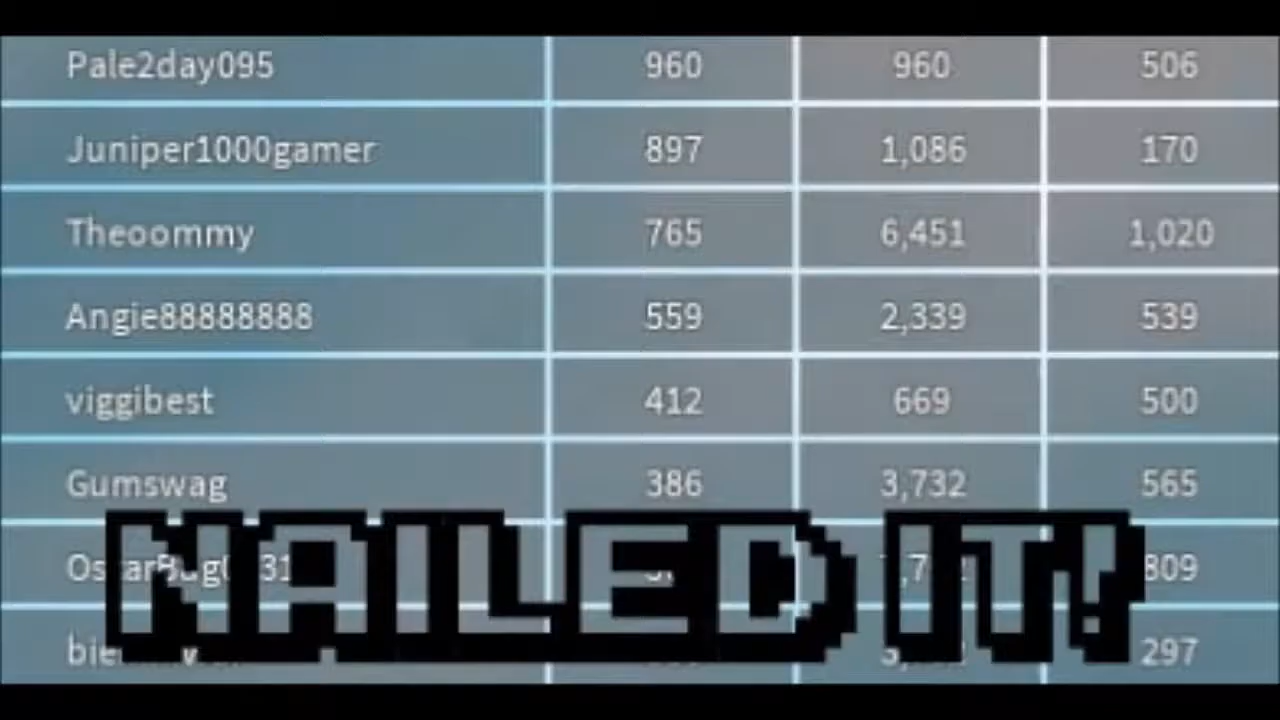 Pale2day095 960 960 506
Juniper1000gamer 897 1,086 170
Theoommy 765 6,451 1,020
Angie88888888 559 2,339 539
viggibest 412 669 500
Gumswag 386 3,732 565
809
NAILED IT!
297